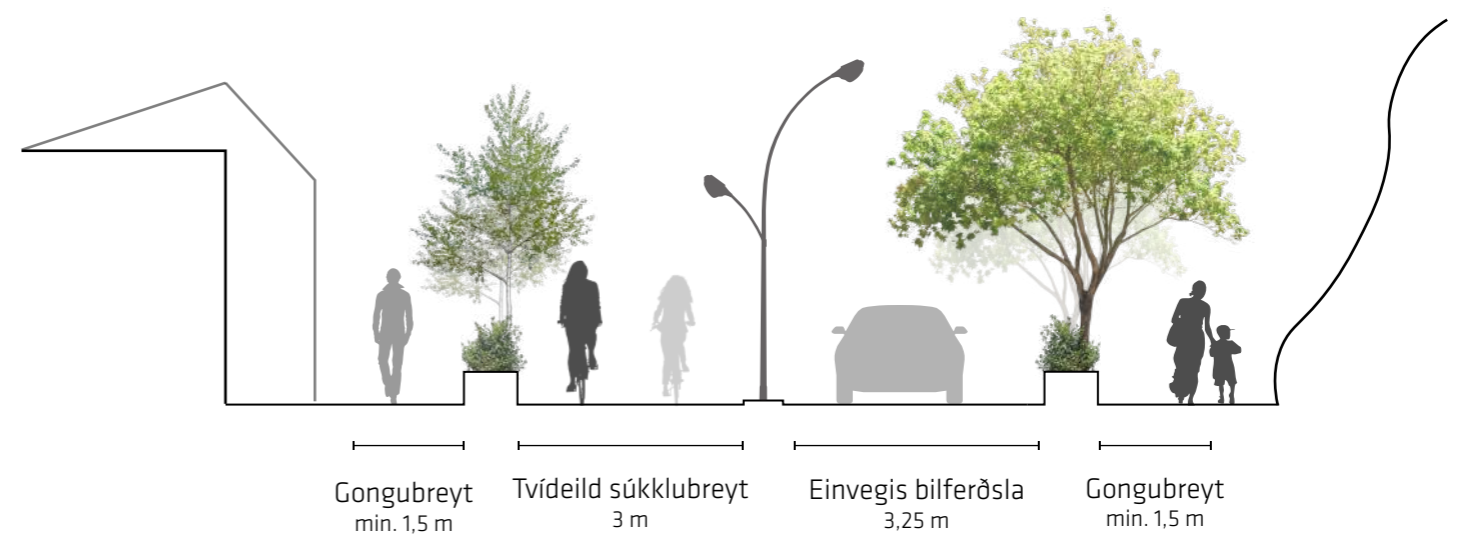 Gongubreyt
min. 1,5 m
Tvídeild súkklubreyt
3 m
Einvegis bilferðsla
3,25 m
Gongubreyt
min. 1,5 m